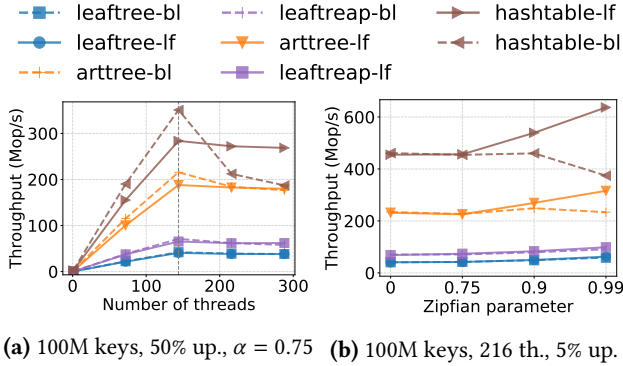 leaftree-bl leaftreap-bl hashtable-lf
leaftree-lf arttree-lf hashtable-bl
arttree-bl leaftreap-lf
Throughput (Mop/s)
300
200
100
0
0 100 200 300
Number of threads
Throughput (Mop/s)
600
400
200
0
0 0.75 0.9 0.99
Zipfian parameter
(a) 100M keys, 50% up., α = 0.75
(b) 100M keys, 216 th., 5% up.